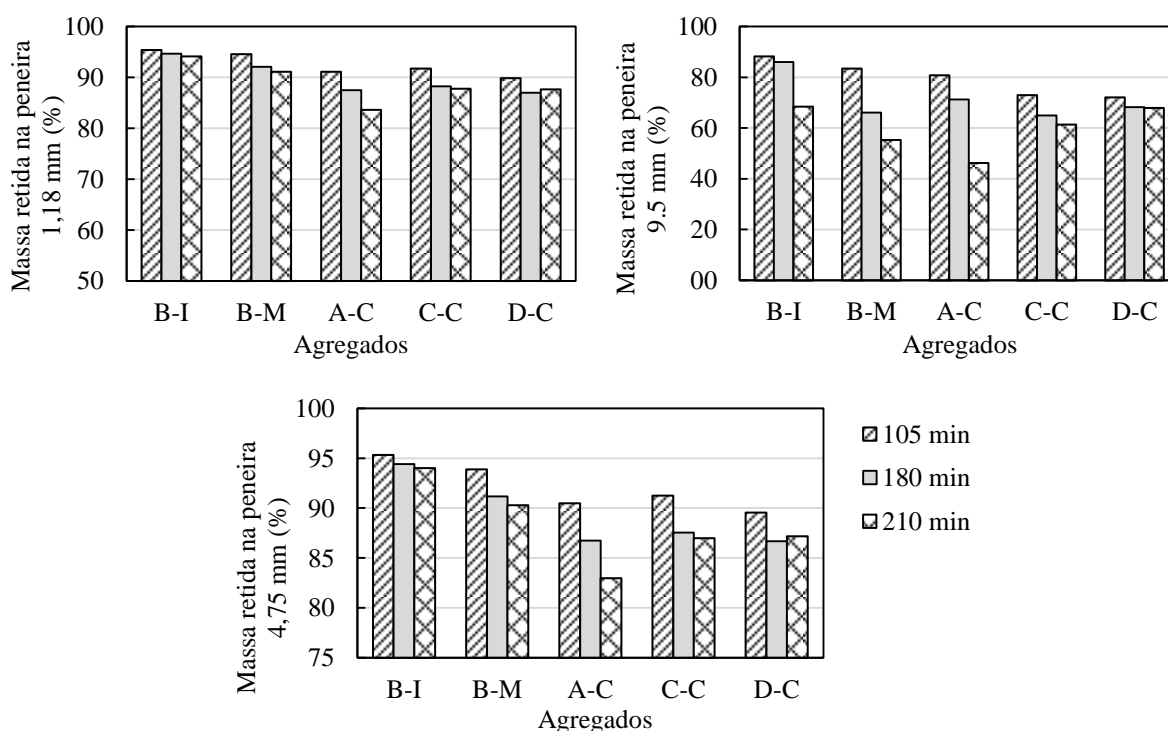 Massa retida na peneira
1,18 mm (%)
100
90
80
70
60
50
B-I B-M A-C C-C D-C
Agregados
Massa retida na peneira
9.5 mm (%)
100
80
60
40
20
00
B-I B-M A-C C-C D-C
Agregados
Massa retida na peneira
4,75 mm (%)
100
95
90
85
80
75
B-I B-M A-C C-C D-C
Agregados
105 min
180 min
210 min